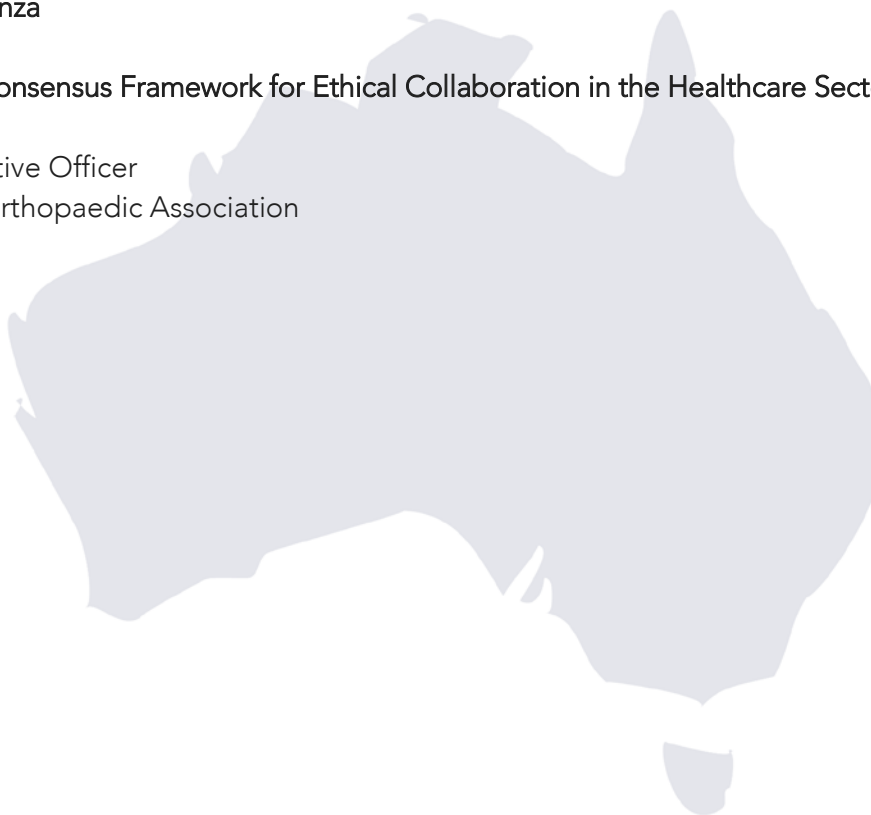 nza
onsensus Framework for Ethical Collaboration in the Healthcare Sect
tive Officer
rthopaedic Association